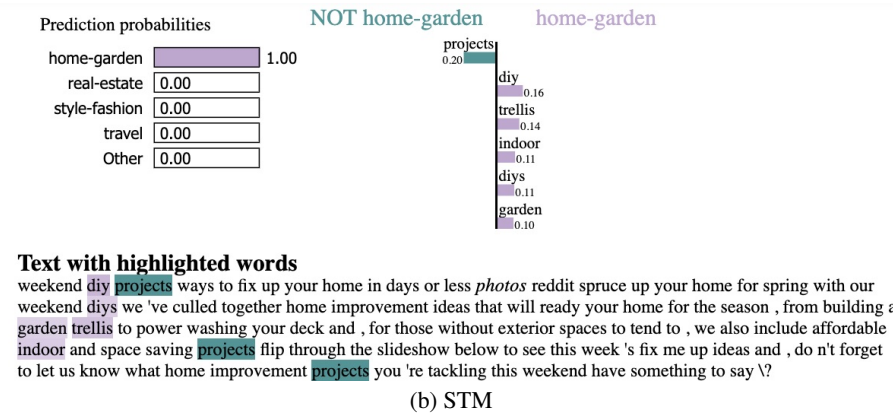 Prediction probabilities
home-garden 1.00
real-estate 0.00
style-fashion 0.00
travel 0.00
Other 0.00
NOT home-garden home-garden
projects
0.20
diy
0.16
trellis
0.14
indoor
0.11
diys
0.11
garden
0.10
Text with highlighted words
weekend diy projects ways to fix up your home in days or less photos reddit spruce up your home for spring with our
weekend diys we 've culled together home improvement ideas that will ready your home for the season , from building a
garden trellis to power washing your deck and , for those without exterior spaces to tend to , we also include affordable
indoor and space saving projects flip through the slideshow below to see this week 's fix me up ideas and , do n't forget
to let us know what home improvement projects you 're tackling this weekend have something to say \?
(b) STM